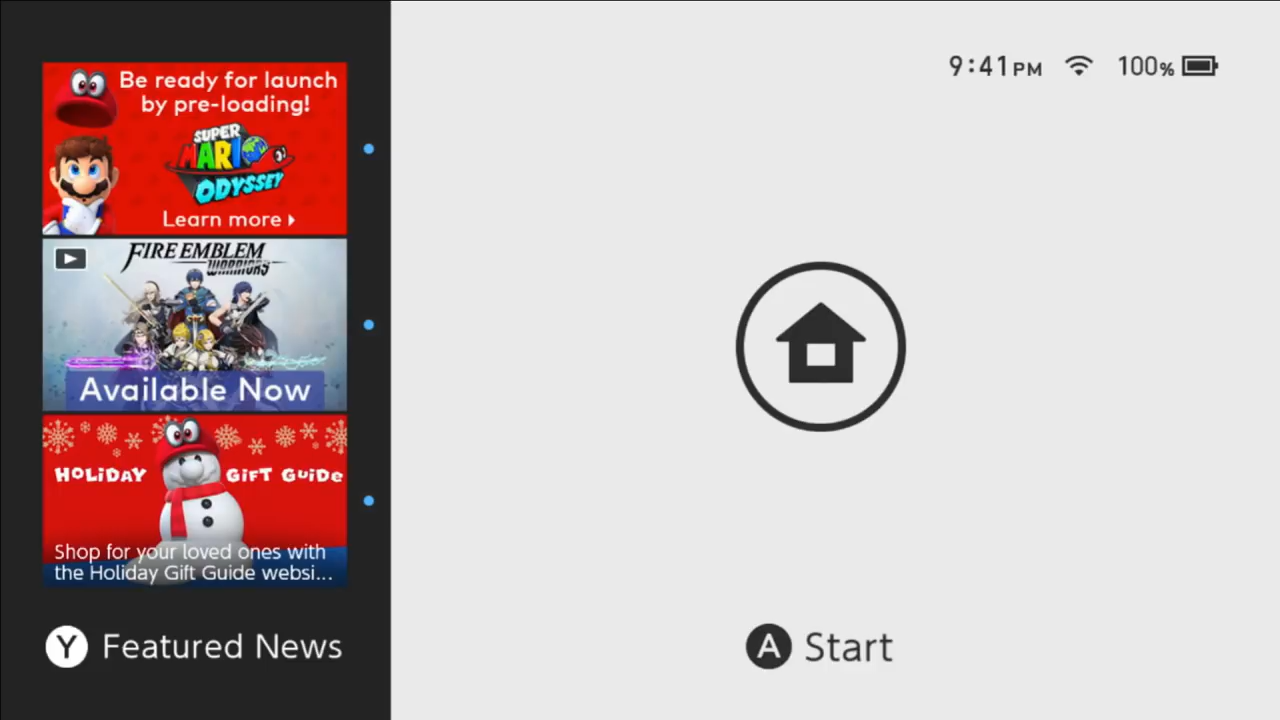 Be ready for launch
by pre-loading!
SUPER
MARIO
ODYSSEY
Learn more
FIRE EMBLEM
WARRIORS
Available Now
HOLiDAY GiFT GUiDe
Shop for your loved ones with
the Holiday Gift Guide websi...
Y Featured News
9:41PM 100%
A Start